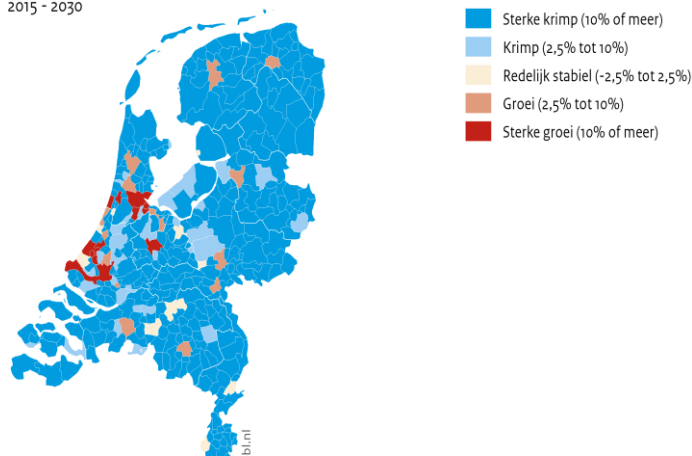 2015 - 2030
Sterke krimp (10% of meer)
Krimp (2,5% tot 10%)
Redelijk stabiel (-2,5% tot 2,5%)
Groei (2,5% tot 10%)
Sterke groei (10% of meer)
bl.nl